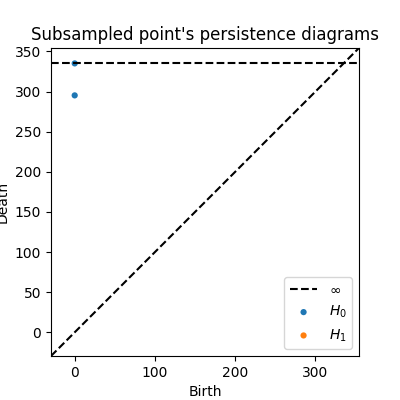 Subsampled point's persistence diagrams
350
300
250
200
150
100
50
0
Death
0 100 200 300
Birth
∞
H₀
H₁